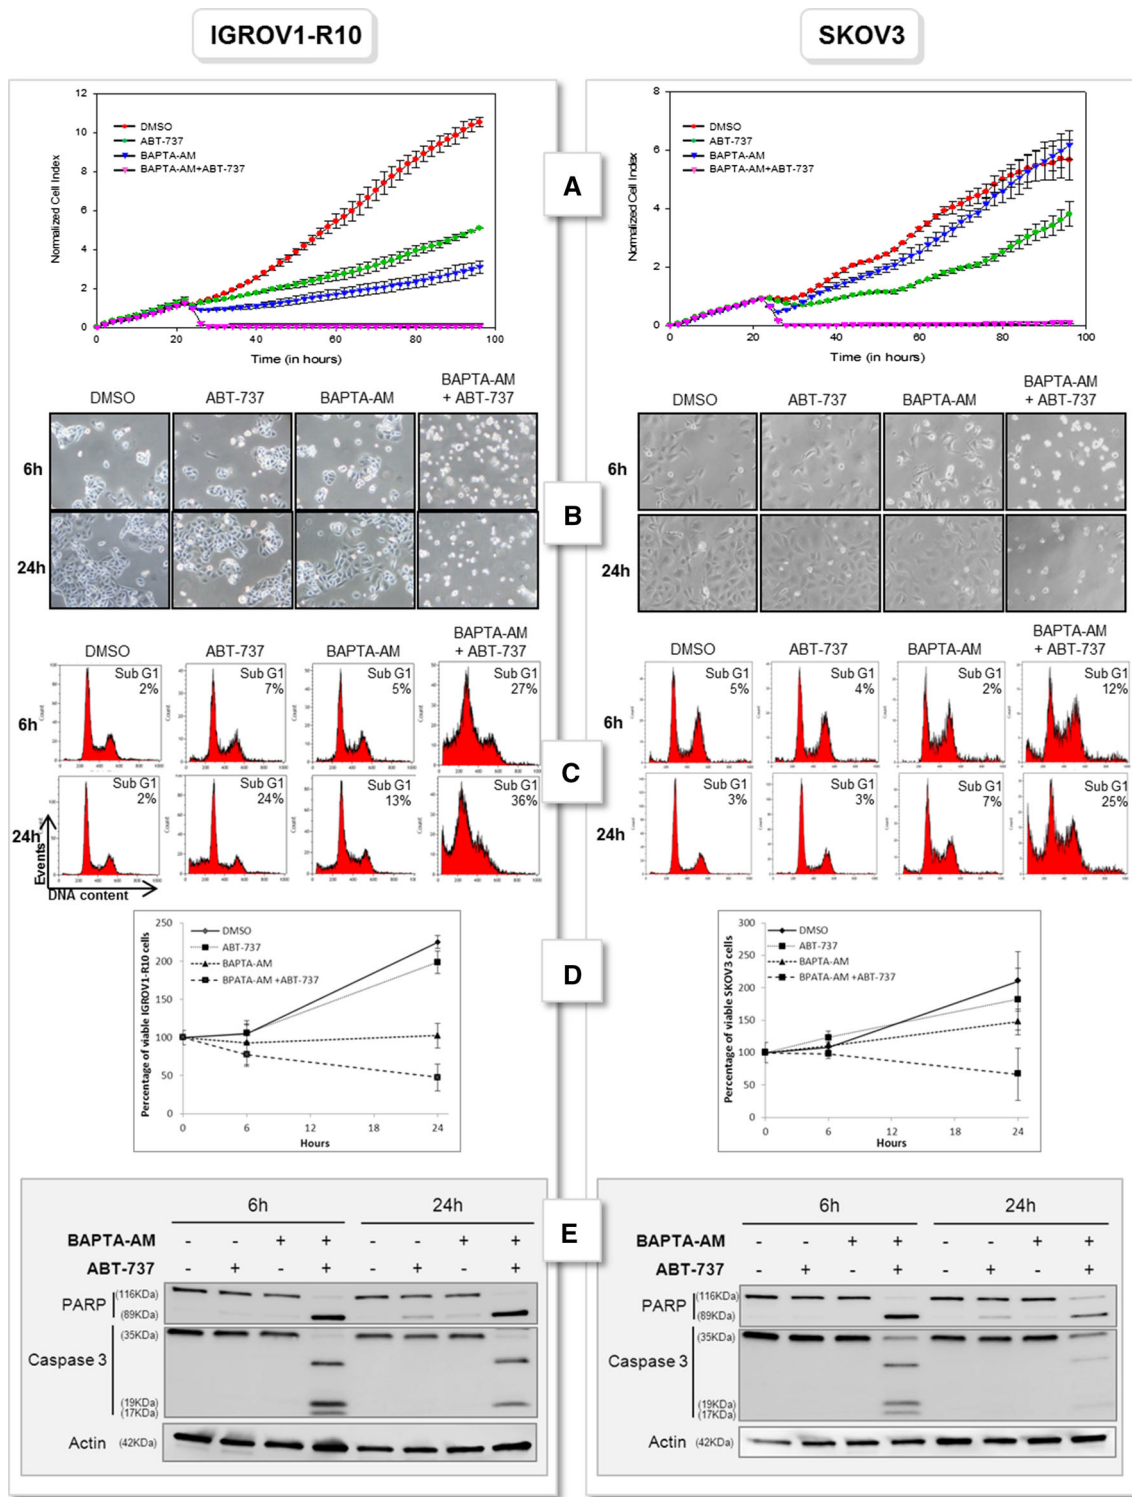 IGROV1-R10
SKOV3
A
12
10
8
6
4
2
0
Normalized Cell Index
DMSO
ABT-737
BAPTA-AM
BAPTA-AM+ABT-737
0 20 40 60 80 100
Time (in hours)
8
6
4
2
0
Normalized Cell Index
DMSO
ABT-737
BAPTA-AM
BAPTA-AM+ABT-737
0 20 40 60 80 100
Time (in hours)
B
DMSO ABT-737 BAPTA-AM BAPTA-AM
+ ABT-737
6h
24h
DMSO ABT-737 BAPTA-AM BAPTA-AM
+ ABT-737
6h
24h
C
DMSO ABT-737 BAPTA-AM BAPTA-AM
+ ABT-737
6h
Sub G1 Sub G1 Sub G1 Sub G1
2% 7% 5% 27%
24h
Sub G1 Sub G1 Sub G1 Sub G1
2% 24% 13% 36%
Events
DNA content
DMSO ABT-737 BAPTA-AM BAPTA-AM
+ ABT-737
6h
Sub G1 Sub G1 Sub G1 Sub G1
5% 4% 2% 12%
24h
Sub G1 Sub G1 Sub G1 Sub G1
3% 3% 7% 25%
D
250
200
150
100
50
0
Percentage of viable IGROV1-R10 cells
DMSO
ABT-737
BAPTA-AM
BPATA-AM +ABT-737
0 6 12 18 24
Hours
300
250
200
150
100
50
0
Percentage of viable SKOV3 cells
DMSO
ABT-737
BAPTA-AM
BPATA-AM +ABT-737
0 6 12 18 24
Hours
E
6h 24h
BAPTA-AM - - + + - - + +
ABT-737 - + - + - + - +
PARP
(116KDa)
(89KDa)
Caspase 3
(35KDa)
(19KDa)
(17KDa)
Actin (42KDa)
6h 24h
BAPTA-AM - - + + - - + +
ABT-737 - + - + - + - +
PARP
(116KDa)
(89KDa)
Caspase 3
(35KDa)
(19KDa)
(17KDa)
Actin (42KDa)